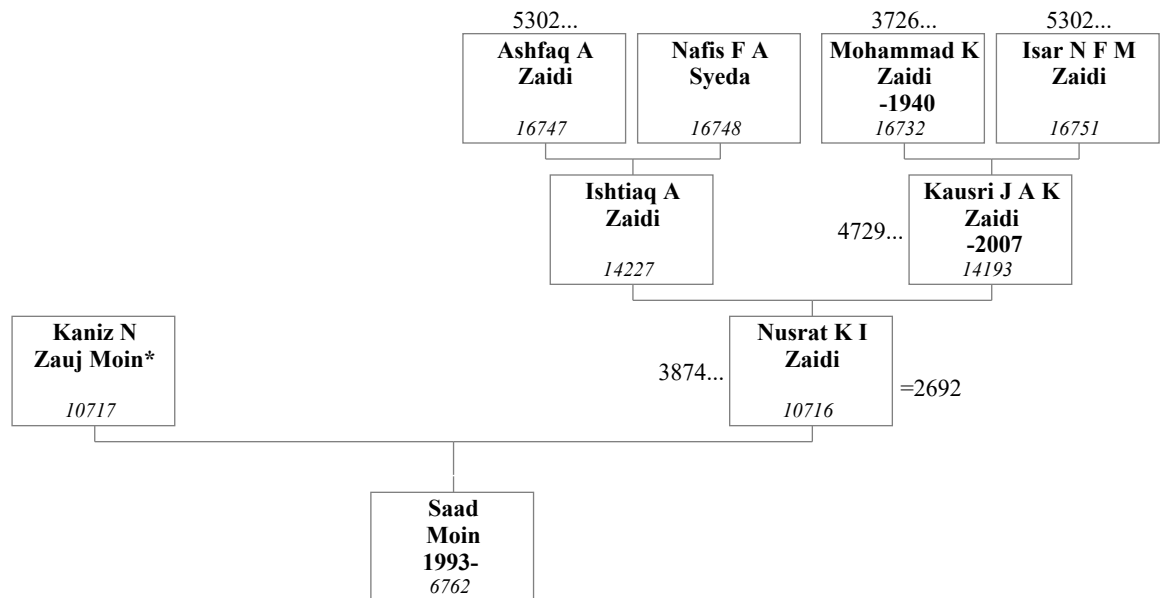 5302...
3726...
5302...
Ashfaq A
Zaidi
16747
Nafis F A
Syeda
16748
Mohammad K
Zaidi
-1940
16732
Isar N F M
Zaidi
16751
Ishtiaq A
Zaidi
14227
4729...
Kausri J A K
Zaidi
-2007
14193
Kaniz N
Zauj Moin*
10717
3874...
Nusrat K I
Zaidi
10716
=2692
Saad
Moin
1993-
6762